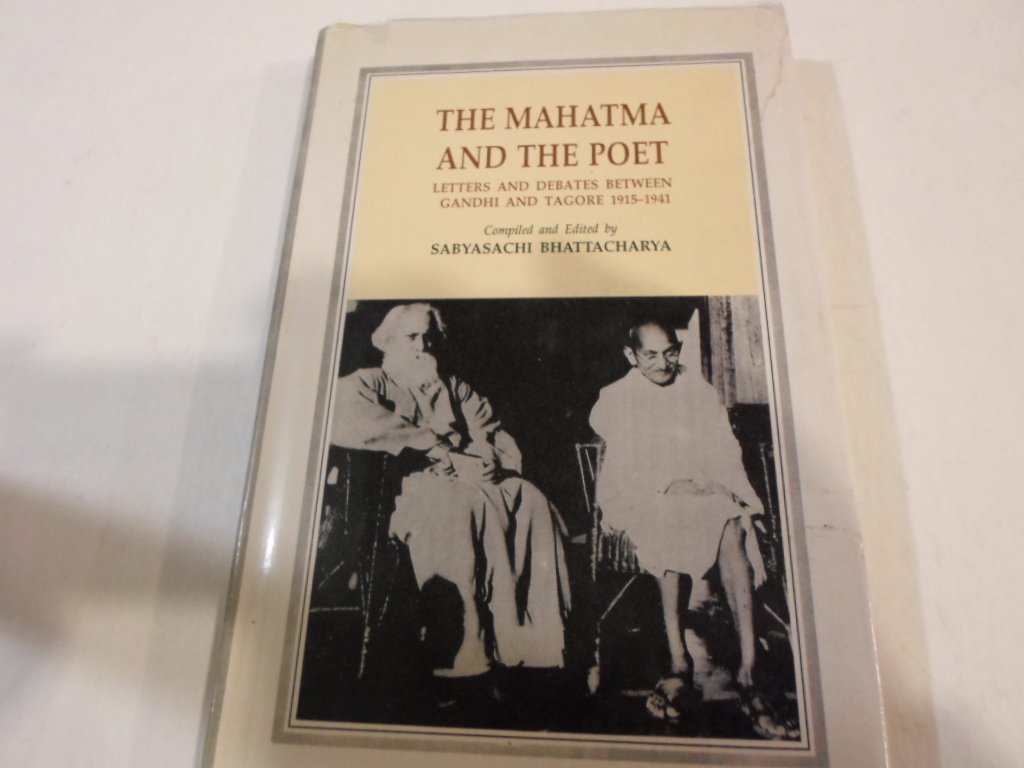 THE MAHATMA
AND THE POET
LETTERS AND DEBATES BETWEEN
GANDHI AND TAGORE 1915–1941
Compiled and Edited by
SABYASACHI BHATTACHARYA